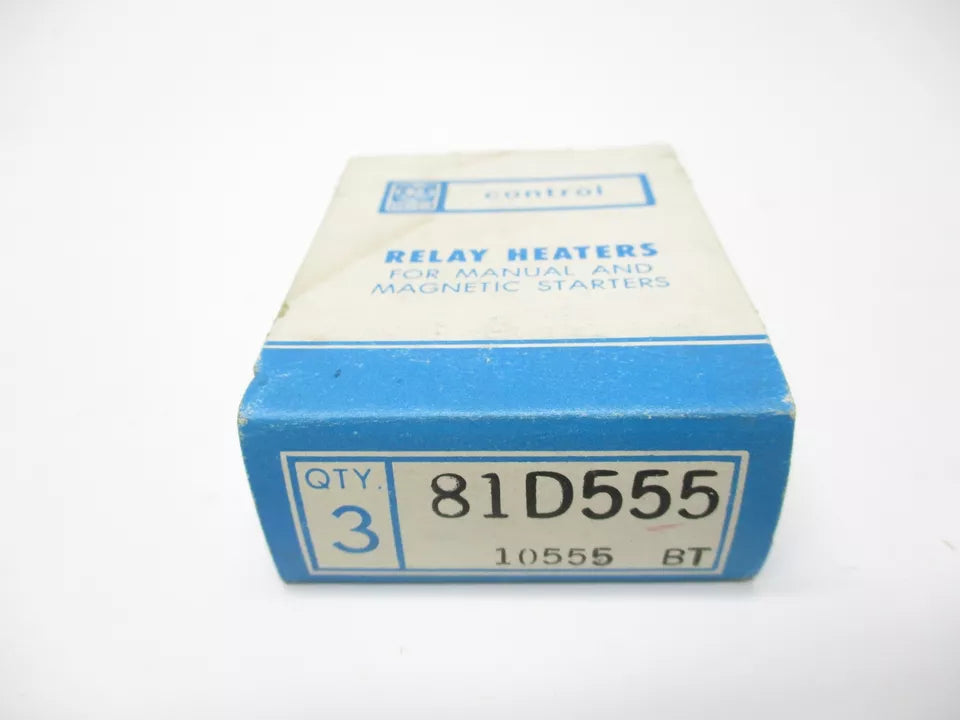 control
RELAY HEATERS
FOR MANUAL AND
MAGNETIC STARTERS
QTY.
3
81D555
10555 BT